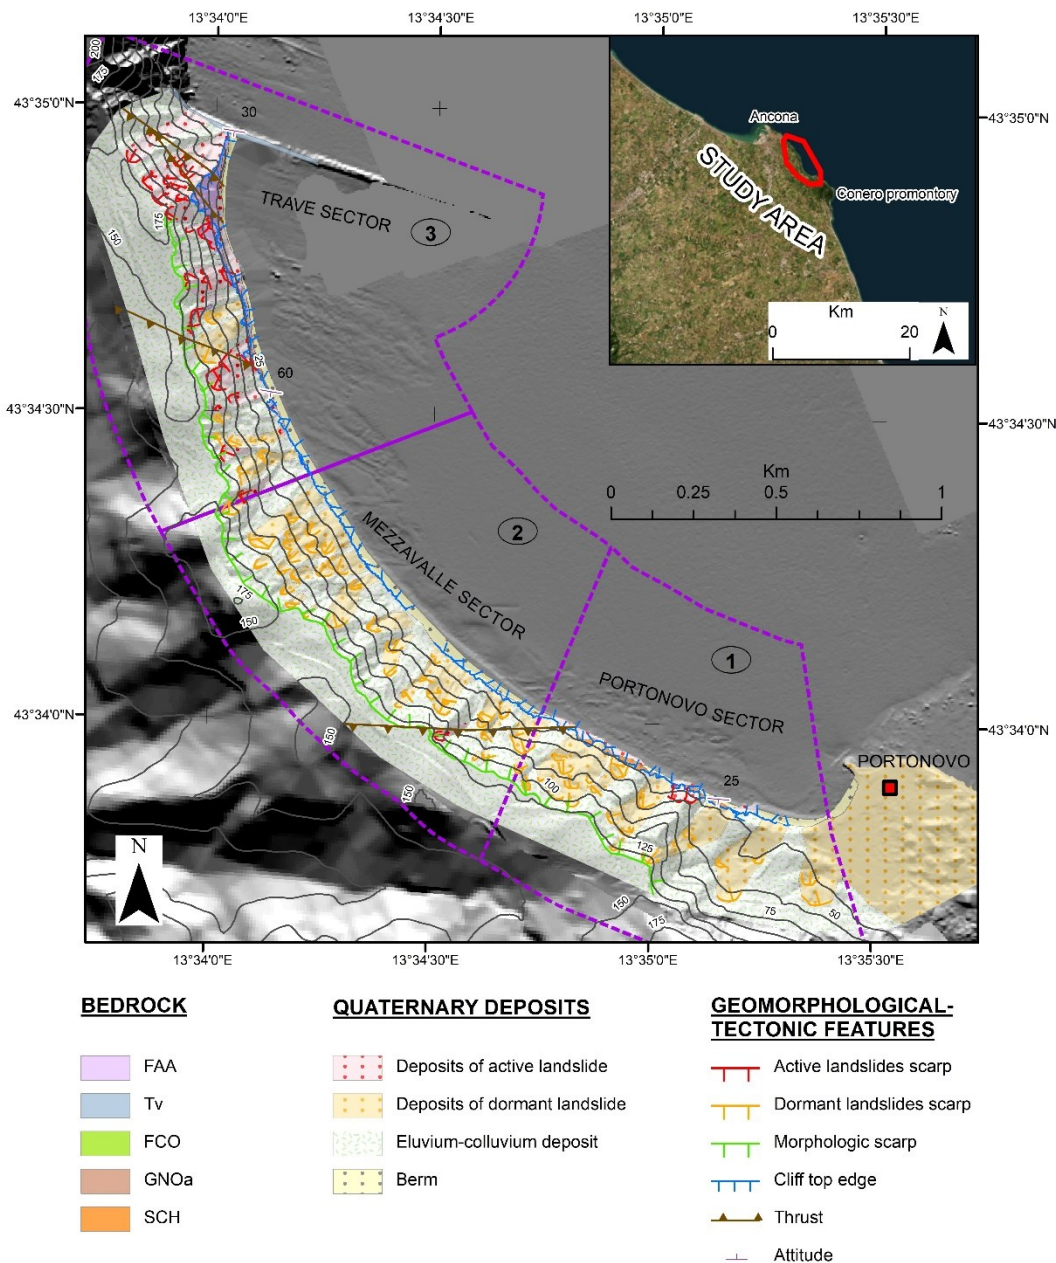 13°34'0"E
13°34'30"E
13°35'0"E
13°35'30"E
43°35'0"N
43°35'0"N
200
175
30
Ancona
STUDY AREA
Conero promontory
Km
0
20
N
TRAVE SECTOR
3
175
150
25
60
43°34'30"N
43°34'30"N
Km
0
0.25
0.5
1
2
MEZZAVALLE SECTOR
175
150
1
PORTONOVO SECTOR
43°34'0"N
43°34'0"N
150
PORTONOVO
25
100
150
125
N
150
175
75
50
13°34'0"E
13°34'30"E
13°35'0"E
13°35'30"E
BEDROCK
FAA
Tv
FCO
GNOa
SCH
QUATERNARY DEPOSITS
Deposits of active landslide
Deposits of dormant landslide
Eluvium-colluvium deposit
Berm
GEOMORPHOLOGICAL-
TECTONIC FEATURES
Active landslides scarp
Dormant landslides scarp
Morphologic scarp
Cliff top edge
Thrust
Attitude